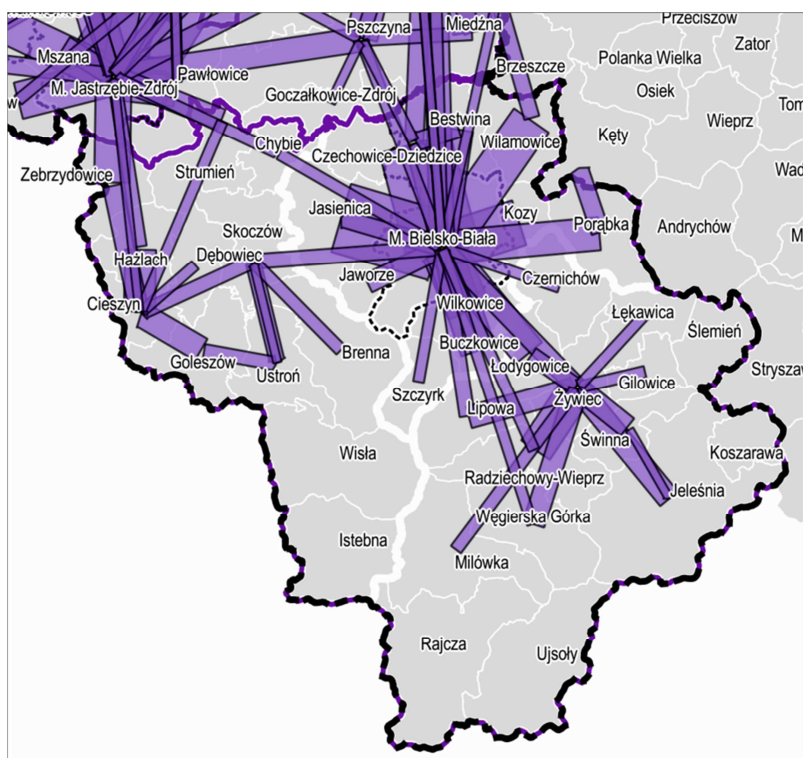 Przeciszów
Miedźna
Pszczyna
Zator
Mszana
Polanka Wielka
Brzeszcze
Pawłowice
M. Jastrzębie-Zdrój
Osiek
Goczałkowice-Zdrój
Bestwina
Wieprz
Kęty
Chybie
Wilamowice
Czechowice-Dziedzice
Zebrzydowice
Strumień
Jasienica
Kozy
Porąbka
Andrychów
Skoczów
M. Bielsko-Biała
Hażlach
Dębowiec
Jaworze
Czernichów
Cieszyn
Wilkowice
Łękawica
Ślemień
Buczkowice
Brenna
Goleszów
Łodygowice
Ustroń
Gilowice
Szczyrk
Żywiec
Lipowa
Świnna
Wisła
Koszarawa
Radziechowy-Wieprz
Jeleśnia
Węgierska Górka
Istebna
Milówka
Rajcza
Ujsoły